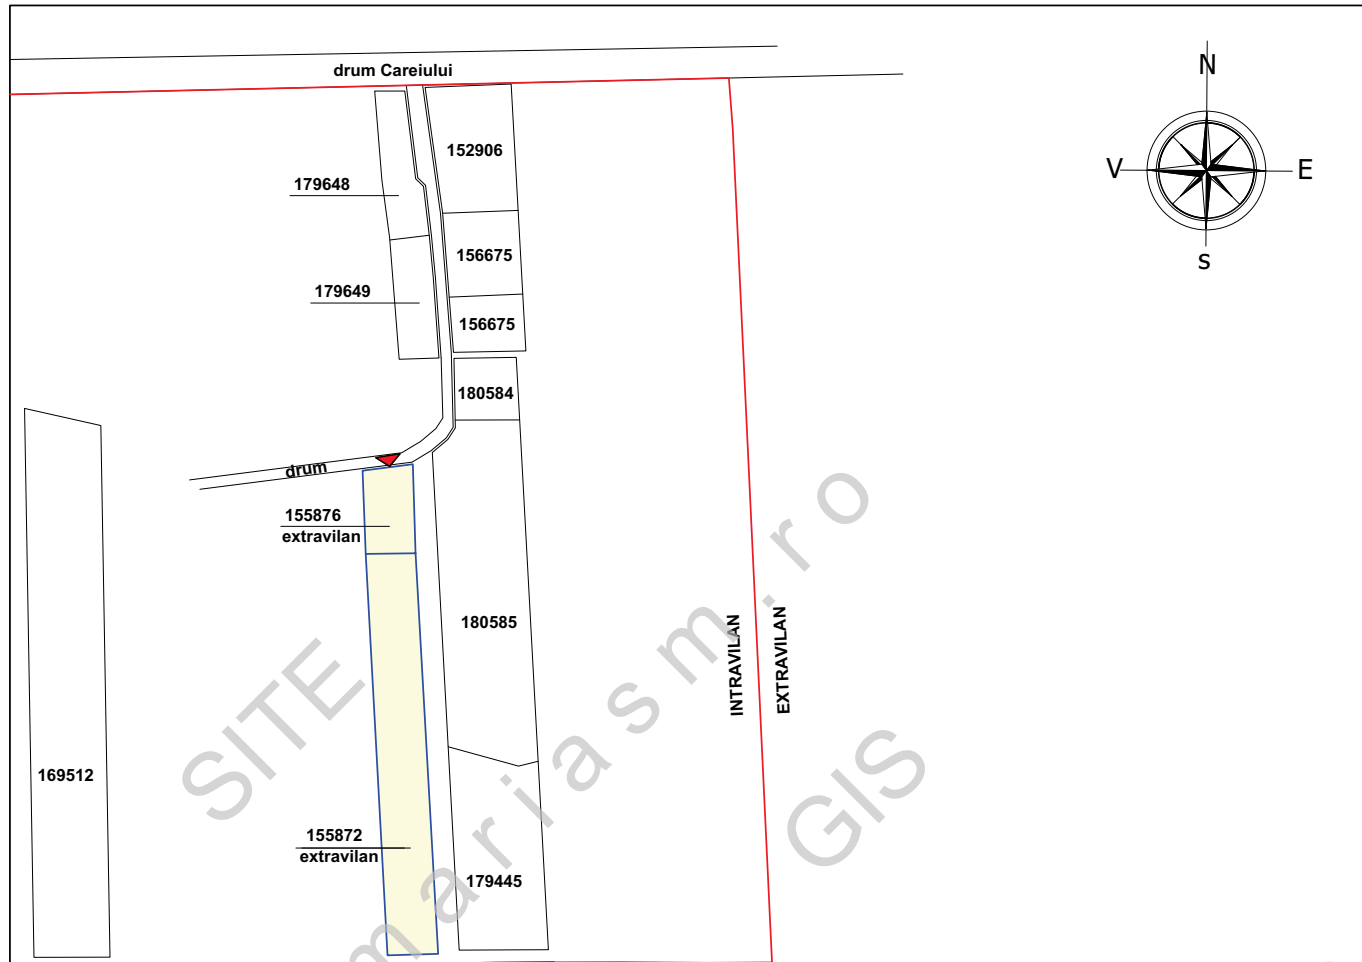 drum Careiului
N
V
E
s
152906
179648
156675
179649
156675
180584
drum
155876
extravilan
180585
INTRAVILAN
EXTRAVILAN
169512
155872
extravilan
179445
SITE
mariasm.ro
GIS